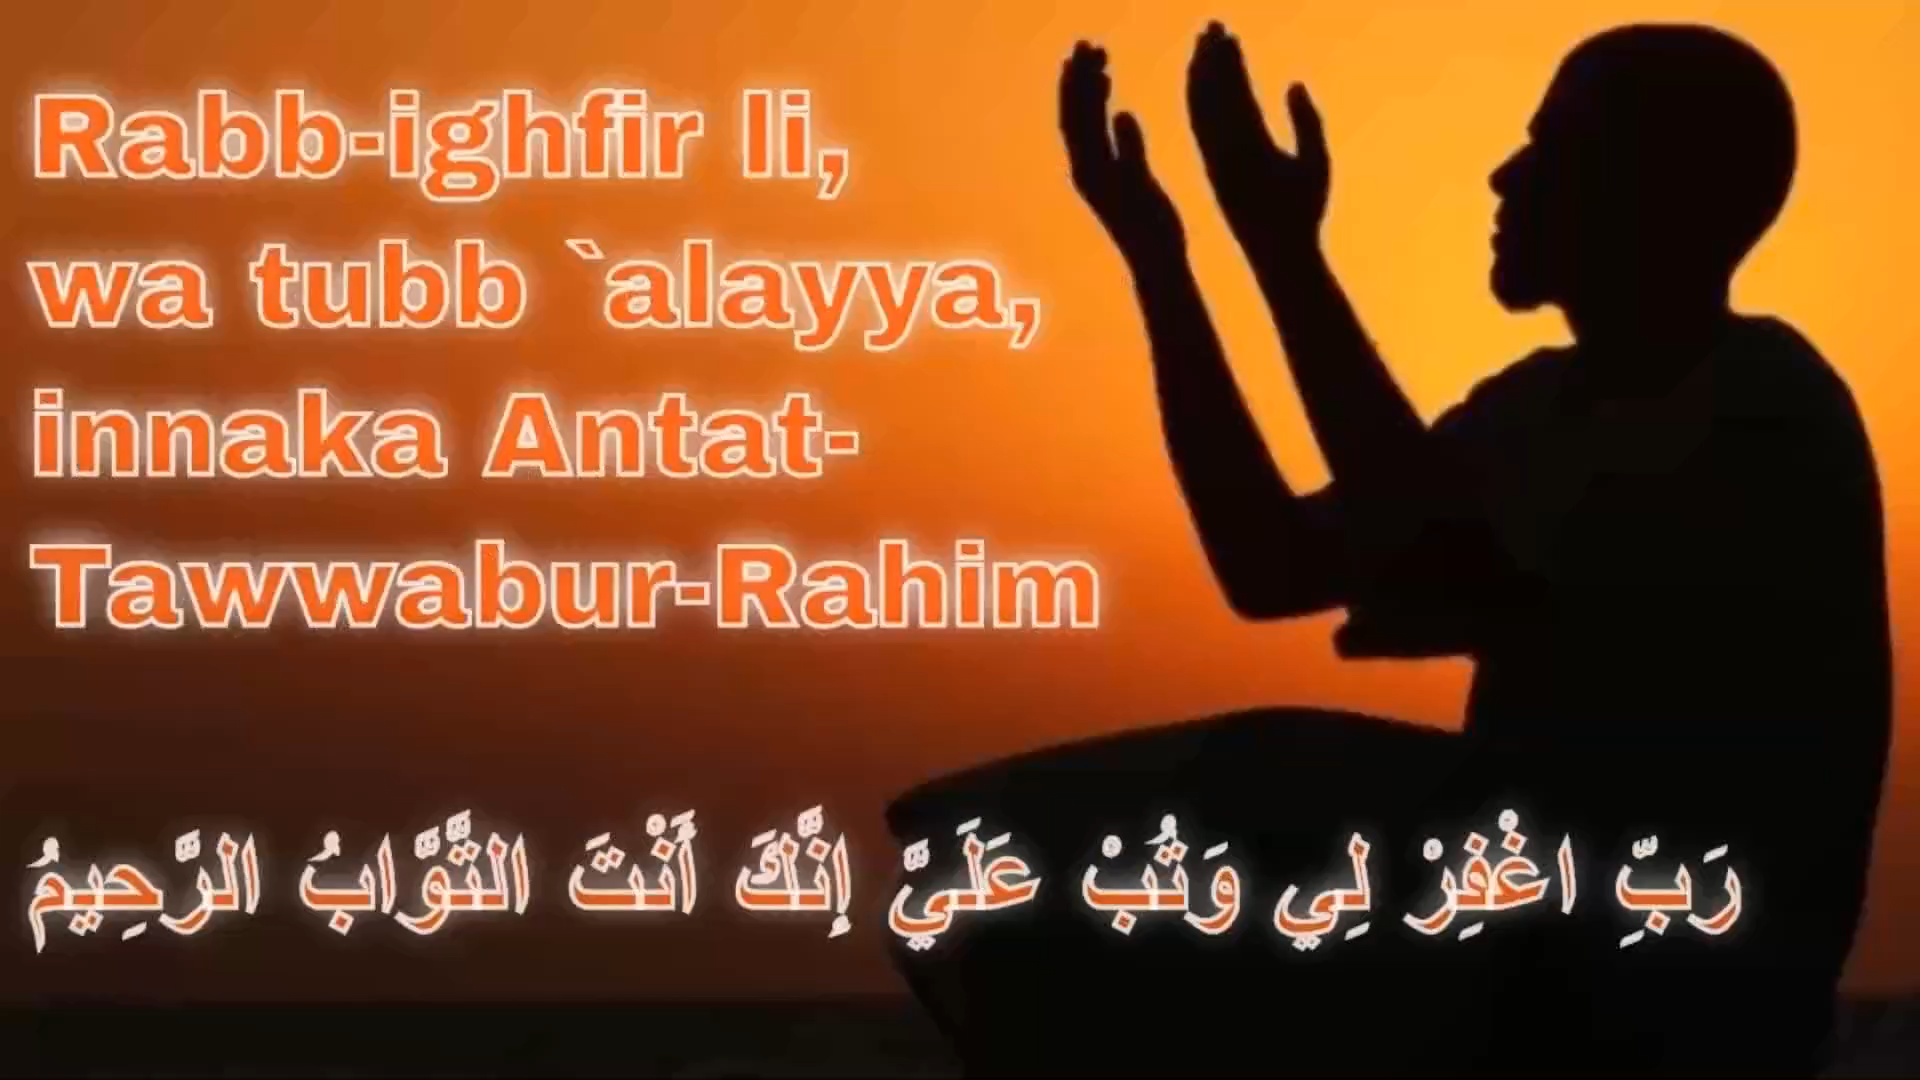 Rabb-ighfir li,
wa tubb `alayya,
innaka Antat-
Tawwabur-Rahim
رَبِّ اغْفِرْ لِي وَتُبْ عَلَيَّ إِنَّكَ أَنْتَ التَّوَّابُ الرَّحِيمُ